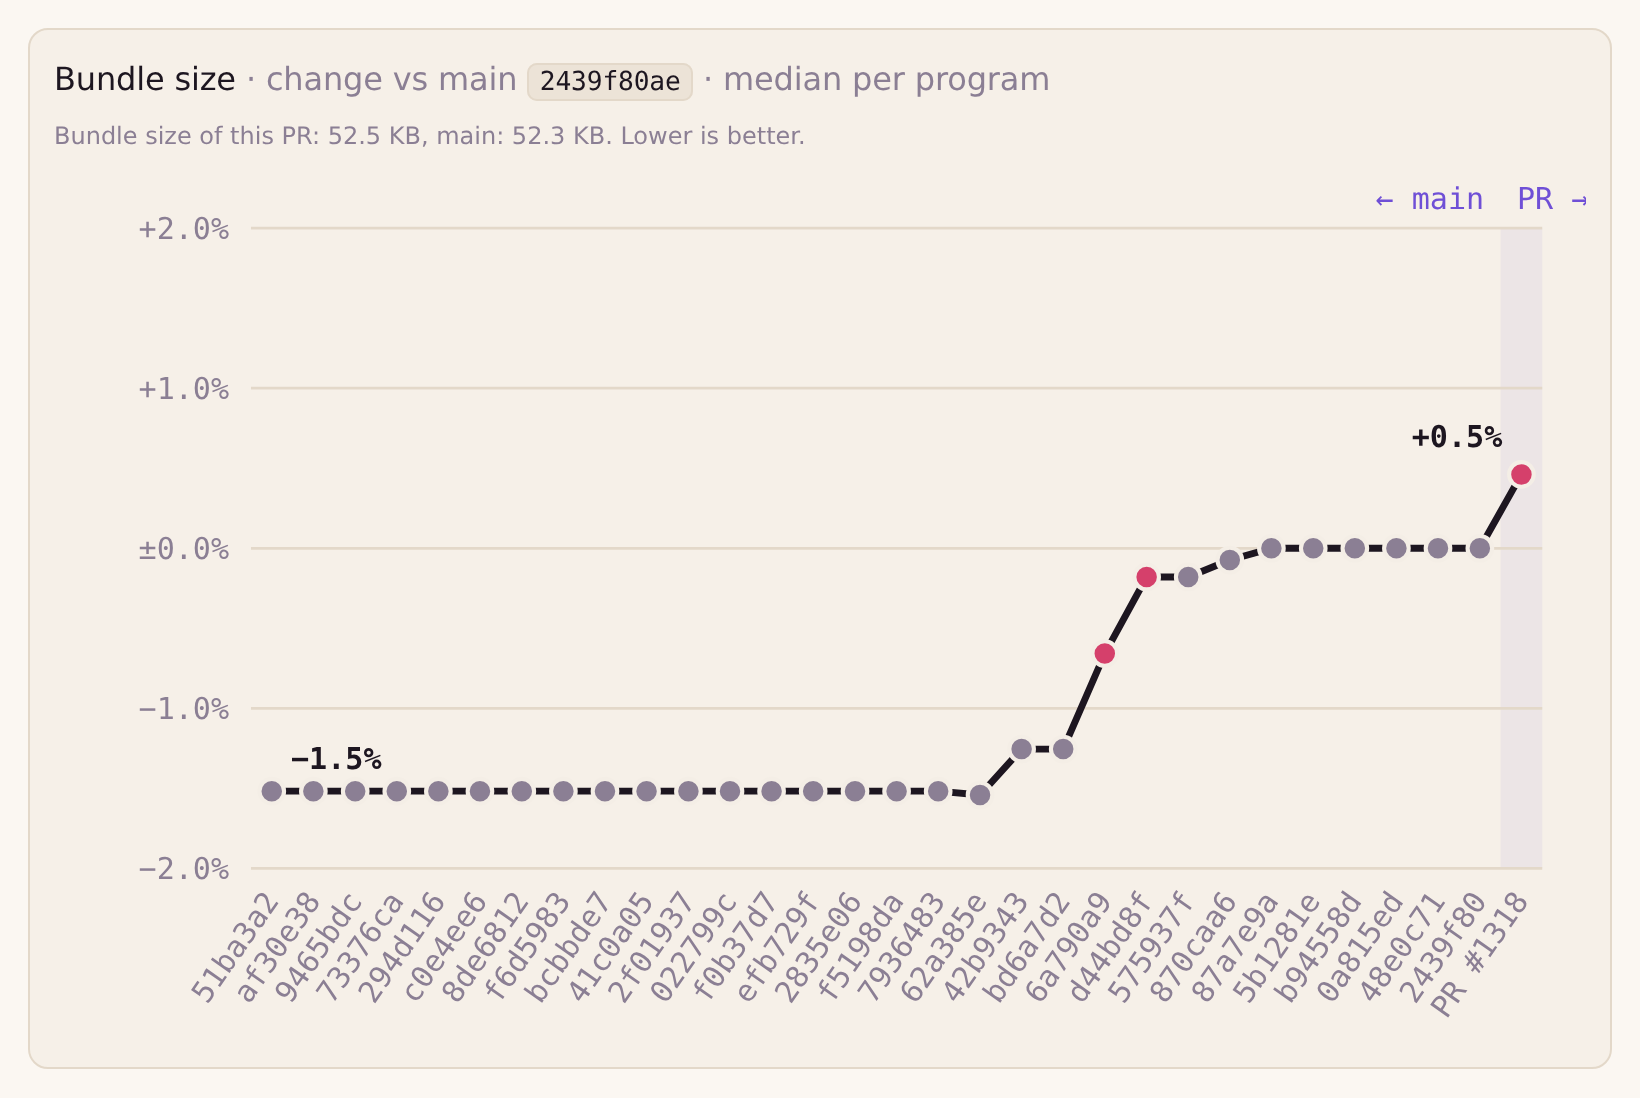 Bundle size · change vs main 2439f80ae · median per program
Bundle size of this PR: 52.5 KB, main: 52.3 KB. Lower is better.
← main PR →
+2.0%
+1.0%
+0.5%
±0.0%
−1.0%
−1.5%
−2.0%
51ba3a2
af30e38
9465bdc
73376ca
294d116
c0e4ee6
8de6812
f6d5983
bcbbde7
41c0a05
2f01937
022799c
f0b37d7
efb729f
2835e06
f5198da
7936483
62a385e
42b9343
bd6a7d2
6a790a9
d44bd8f
575937f
870caa6
87a7e9a
5b1281e
b94558d
0a815ed
48e0c71
2439f80
PR #1318